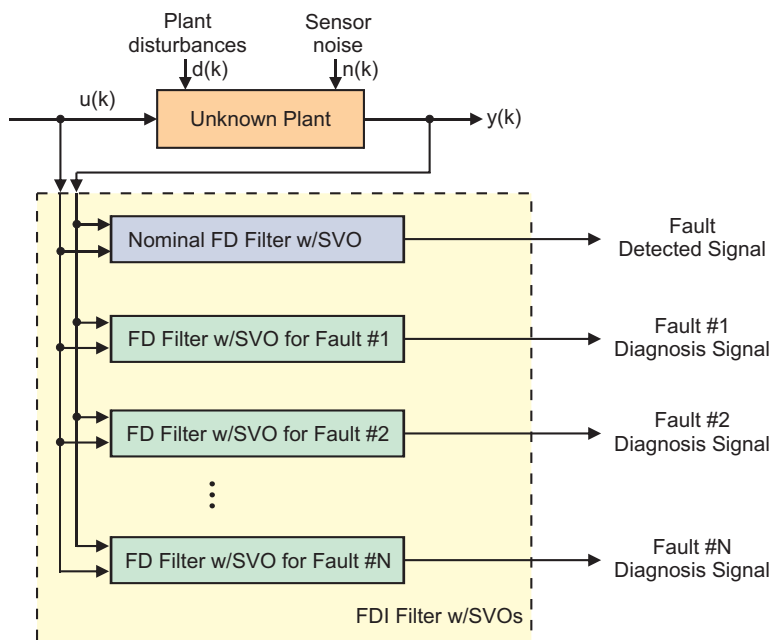 Plant
disturbances
Sensor
noise
d(k)
n(k)
u(k)
Unknown Plant
y(k)
Nominal FD Filter w/SVO
Fault
Detected Signal
FD Filter w/SVO for Fault #1
Fault #1
Diagnosis Signal
FD Filter w/SVO for Fault #2
Fault #2
Diagnosis Signal
FD Filter w/SVO for Fault #N
Fault #N
Diagnosis Signal
FDI Filter w/SVOs